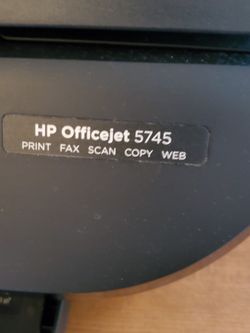 HP Officejet 5745
PRINT FAX SCAN COPY WEB